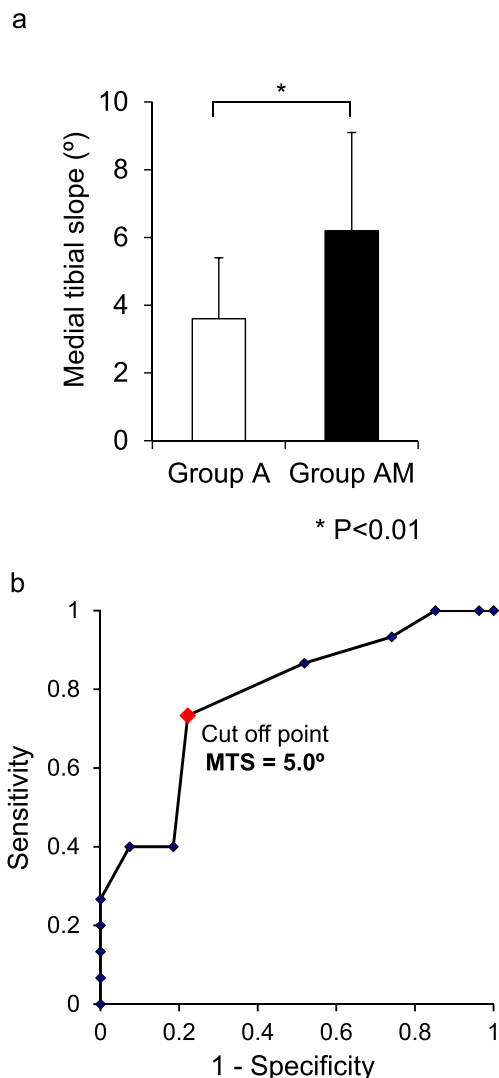 a
*
10
8
6
4
2
0
Medial tibial slope (º)
Group A
Group AM
* P<0.01
b
1
0.8
0.6
0.4
0.2
0
Sensitivity
Cut off point
MTS = 5.0º
0
0.2
0.4
0.6
0.8
1
1 - Specificity